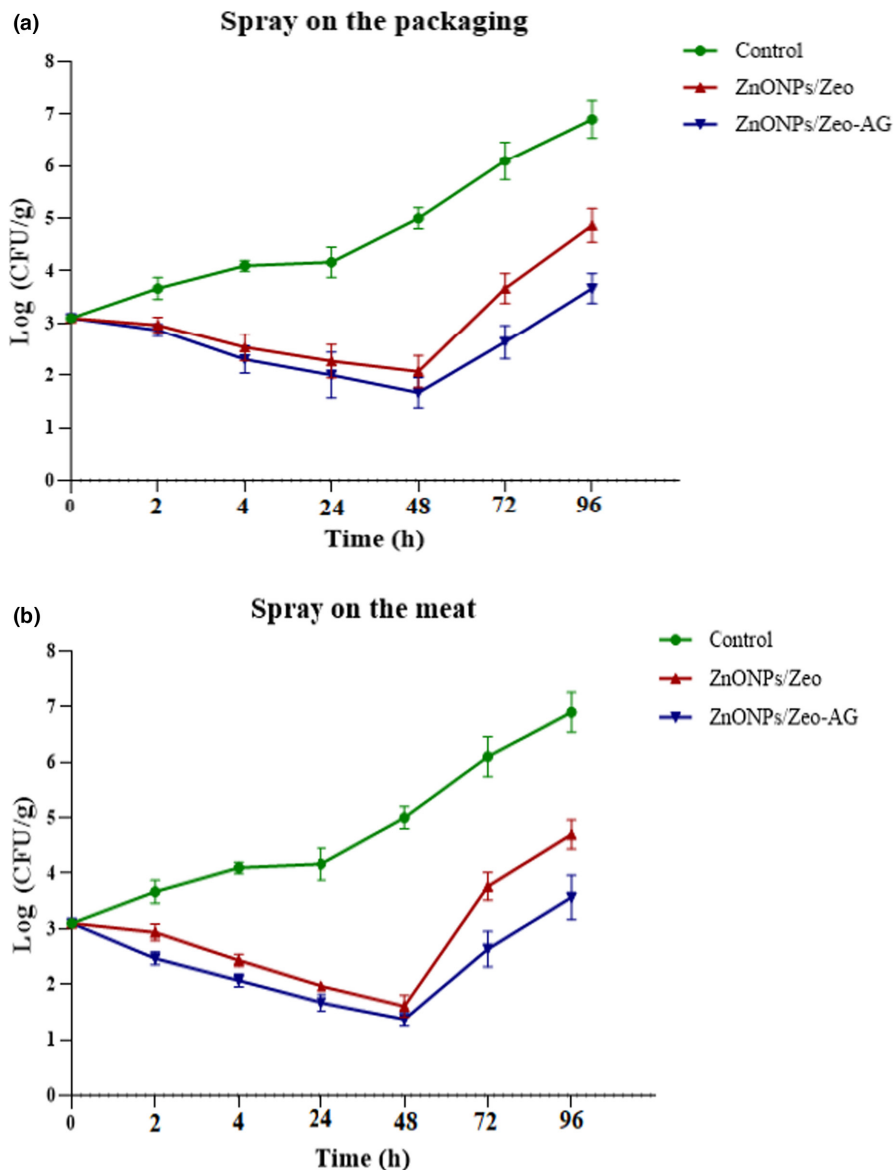 (a)
Spray on the packaging
Control
ZnONPs/Zeo
ZnONPs/Zeo-AG
Log (CFU/g)
8
7
6
5
4
3
2
1
0
0 2 4 24 48 72 96
Time (h)
(b)
Spray on the meat
Control
ZnONPs/Zeo
ZnONPs/Zeo-AG
Log (CFU/g)
8
7
6
5
4
3
2
1
0
0 2 4 24 48 72 96
Time (h)